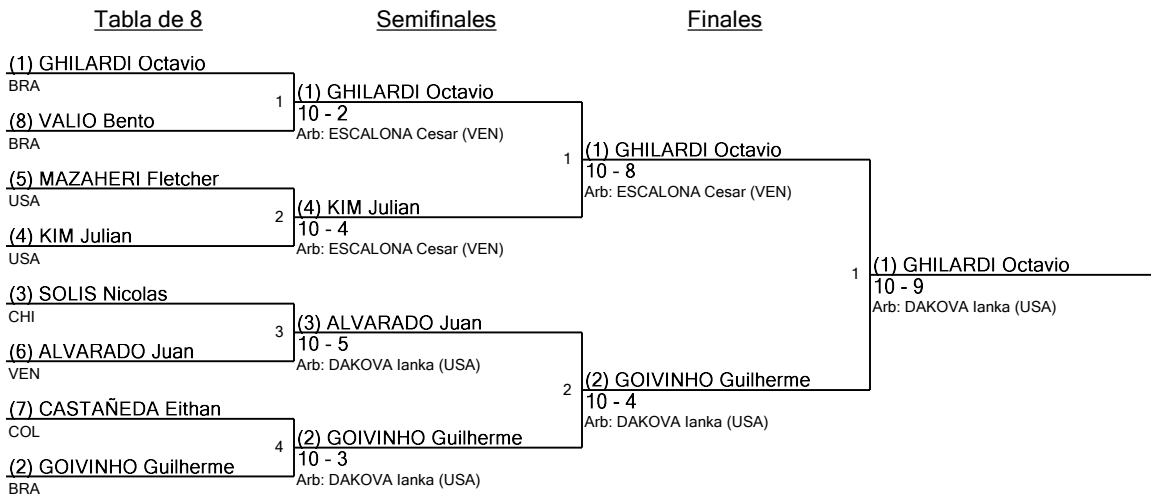 Tabla de 8
Semifinales
Finales
(1) GHILARDI Octavio
BRA
(8) VALIO Bento
BRA
(5) MAZAHERI Fletcher
USA
(4) KIM Julian
USA
(3) SOLIS Nicolas
CHI
(6) ALVARADO Juan
VEN
(7) CASTAÑEDA Eithan
COL
(2) GOIVINHO Guilherme
BRA
1
(1) GHILARDI Octavio
10 - 2
Arb: ESCALONA Cesar (VEN)
2
(4) KIM Julian
10 - 4
Arb: ESCALONA Cesar (VEN)
3
(3) ALVARADO Juan
10 - 5
Arb: DAKOVA Ianka (USA)
4
(2) GOIVINHO Guilherme
10 - 3
Arb: DAKOVA Ianka (USA)
1
(1) GHILARDI Octavio
10 - 8
Arb: ESCALONA Cesar (VEN)
2
(2) GOIVINHO Guilherme
10 - 4
Arb: DAKOVA Ianka (USA)
1
(1) GHILARDI Octavio
10 - 9
Arb: DAKOVA Ianka (USA)